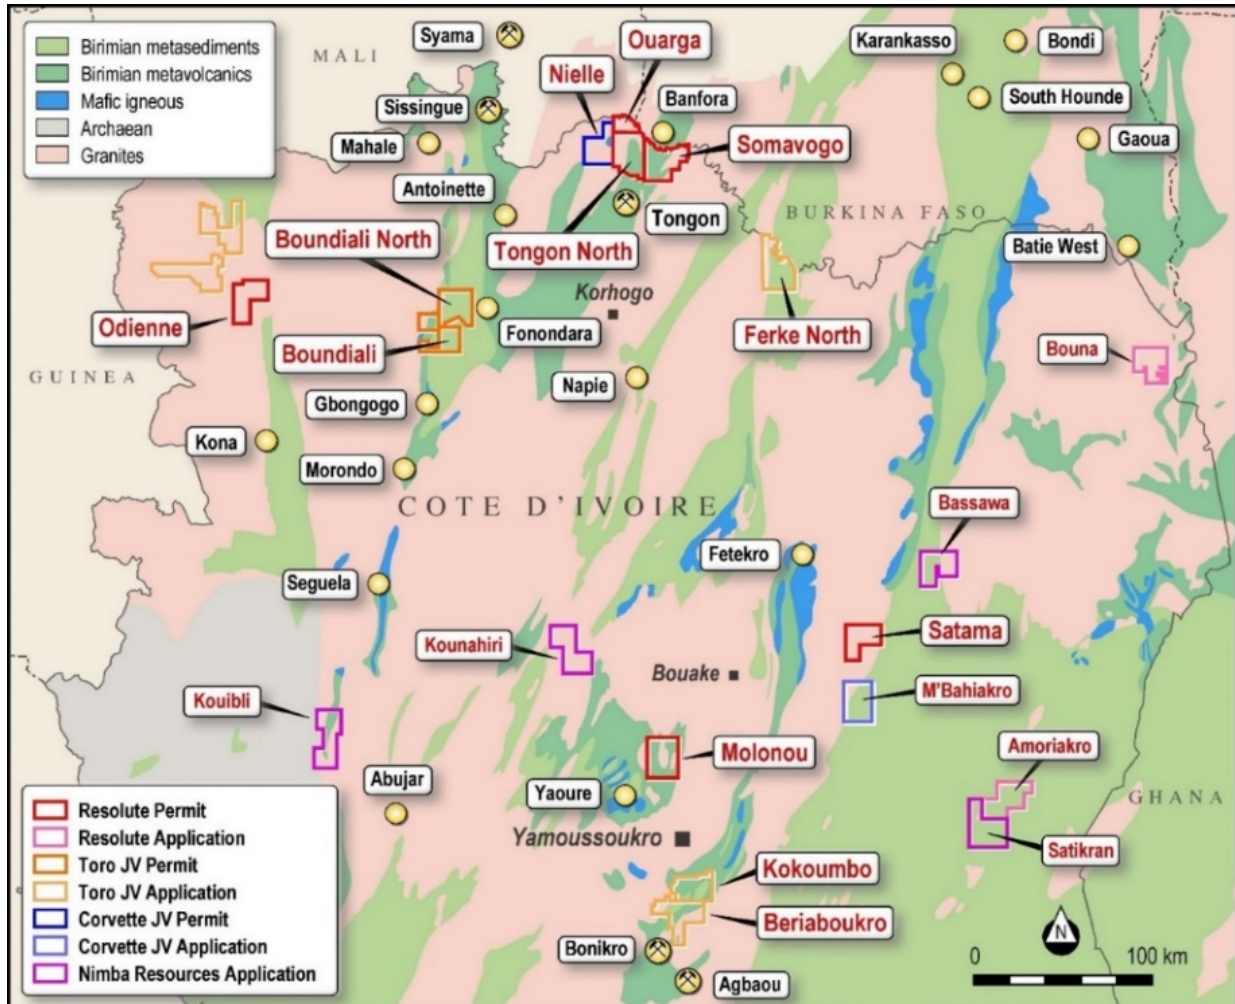 Birimian metasediments
Birimian metavolcanics
Mafic igneous
Archaean
Granites
MALI
Syama
Ouarga
Nielle
Karankasso
Bondi
Sissingue
Banfora
South Hounde
Mahale
Somavogo
Gaoua
Antoinette
Tongon
BURKINA FASO
Boundiali North
Tongon North
Batie West
Korhogo
Odienne
Fonondara
Ferke North
Boundiali
Bouna
GUINEA
Napie
Gbongogo
Kona
Morondo
COTE D'IVOIRE
Bassawa
Fetekro
Seguela
Kounahiri
Satama
Bouake
M'Bahiakro
Kouibli
Molonou
Amoriakro
Abujar
Yaoure
GHANA
Yamoussoukro
Satikran
Kokoumbo
Beriaboukro
Bonikro
Agbaou
Resolute Permit
Resolute Application
Toro JV Permit
Toro JV Application
Corvette JV Permit
Corvette JV Application
Nimba Resources Application
N
0 100 km